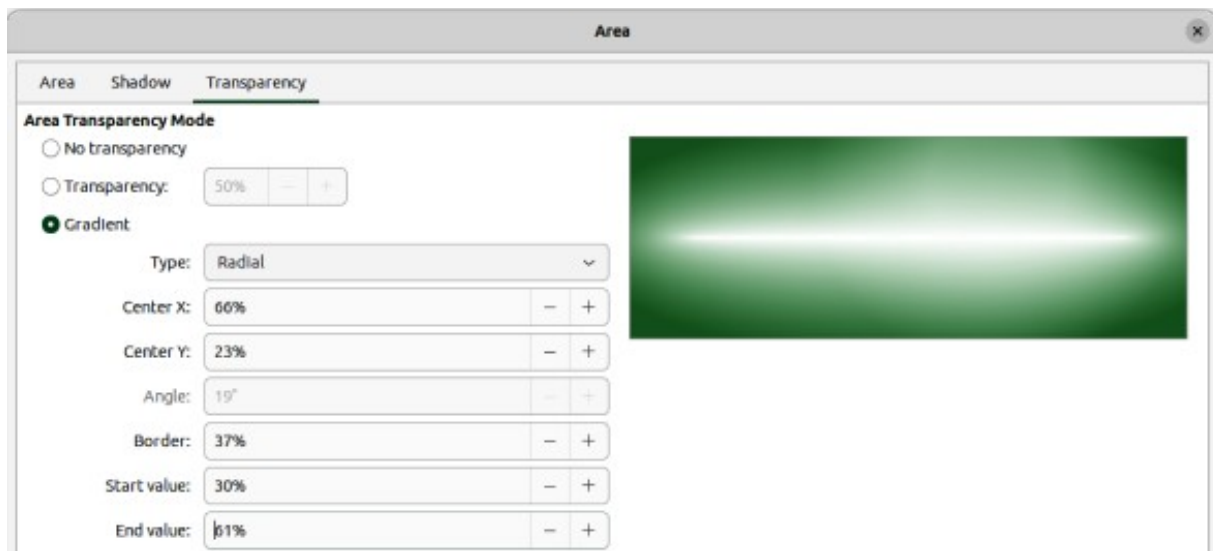 Area
Area Shadow Transparency
Area Transparency Mode
No transparency
Transparency: 50% − +
Gradient
Type: Radial
Center X: 66% − +
Center Y: 23% − +
Angle: 19° − +
Border: 37% − +
Start value: 30% − +
End value: 61% − +